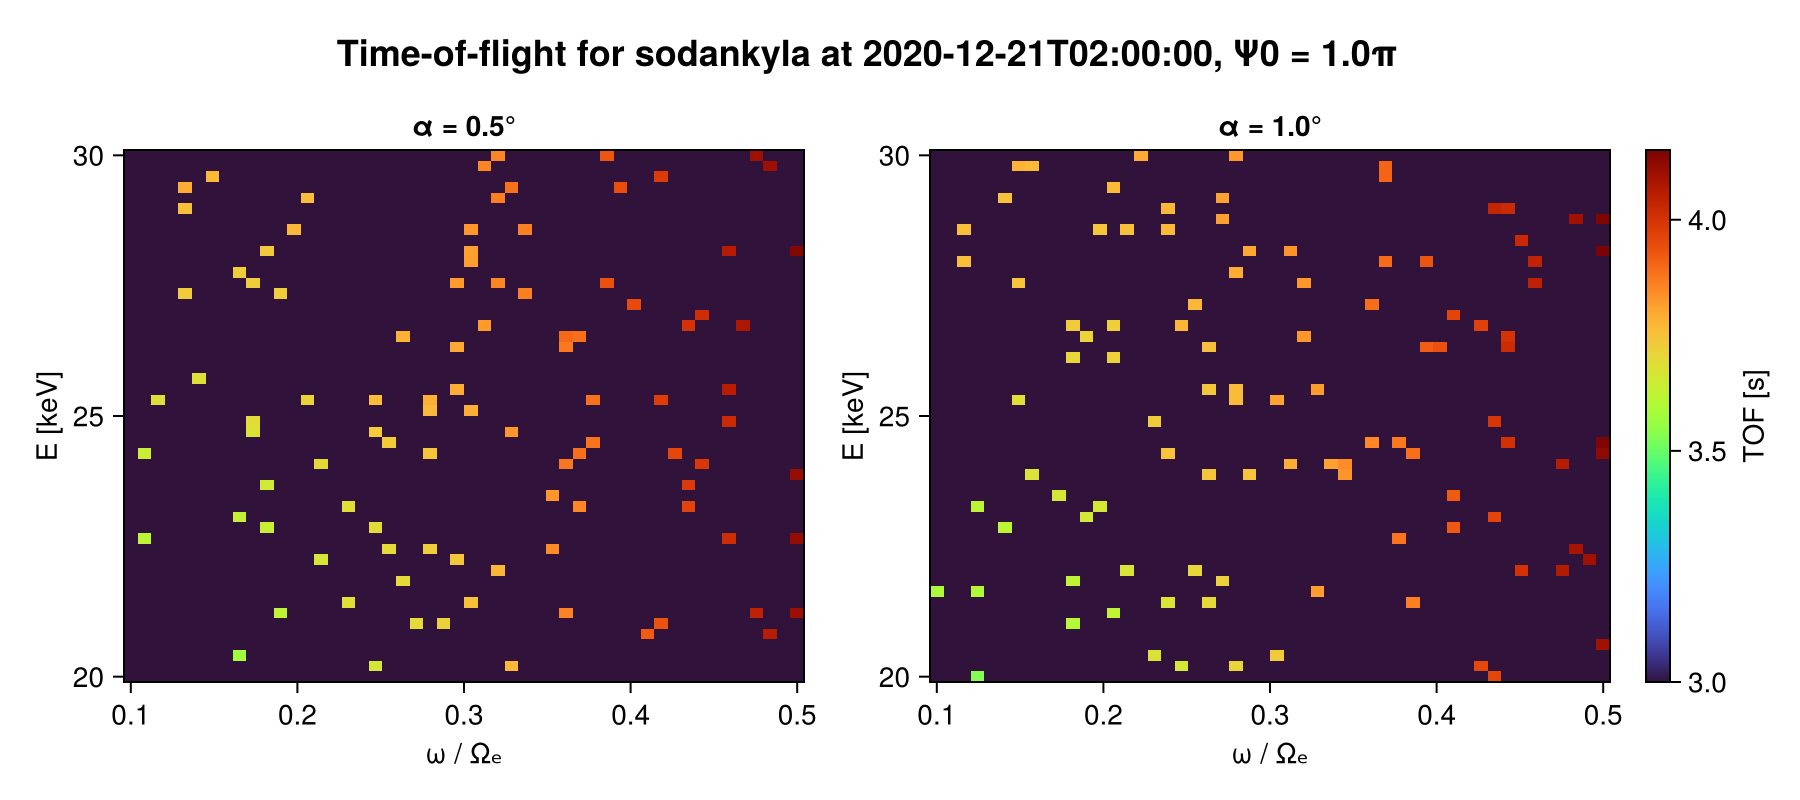 Time-of-flight for sodankyla at 2020-12-21T02:00:00, Ψ0 = 1.0π
α = 0.5°
α = 1.0°
30
25
20
E [keV]
0.1 0.2 0.3 0.4 0.5
ω / Ωₑ
30
25
20
E [keV]
0.1 0.2 0.3 0.4 0.5
ω / Ωₑ
4.0
3.5
3.0
TOF [s]